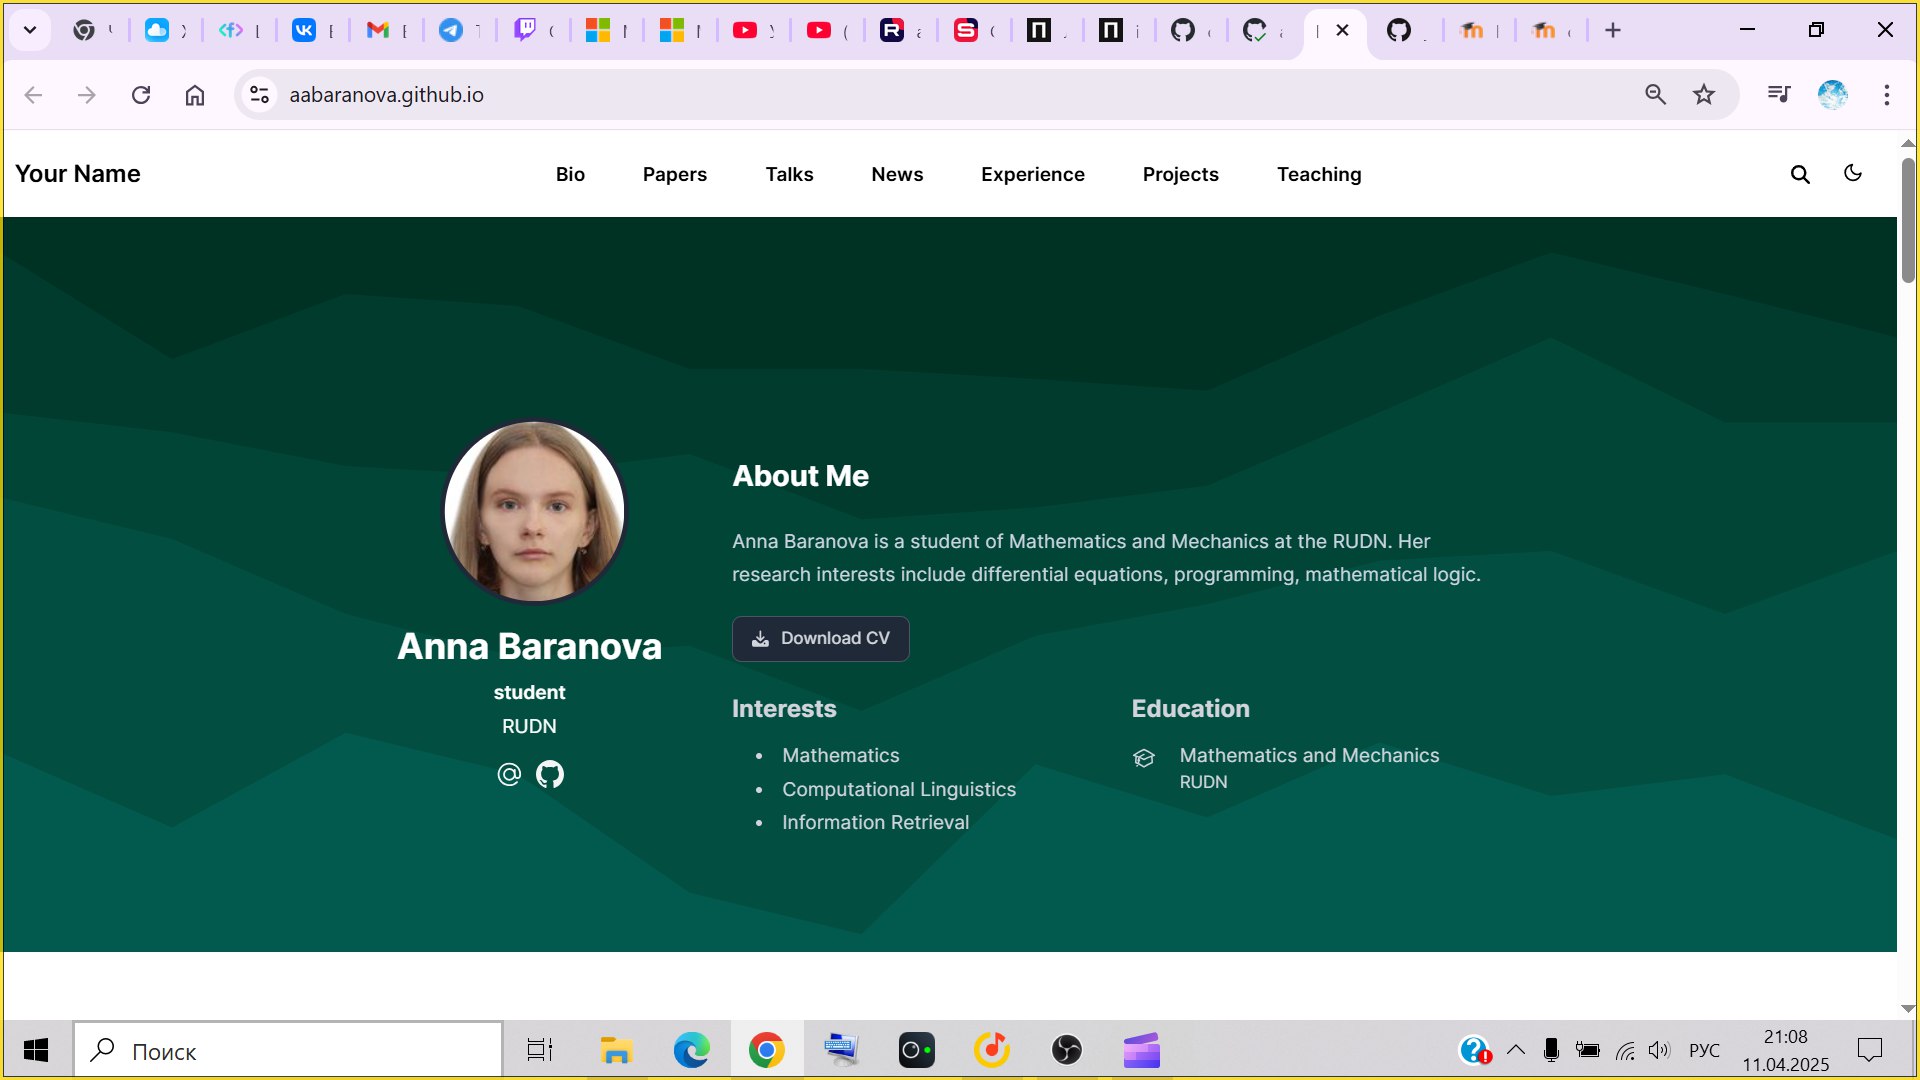 aabaranova.github.io
Your Name
Bio
Papers
Talks
News
Experience
Projects
Teaching
About Me
Anna Baranova is a student of Mathematics and Mechanics at the RUDN. Her
research interests include differential equations, programming, mathematical logic.
Download CV
Anna Baranova
student
RUDN
Interests
Mathematics
Computational Linguistics
Information Retrieval
Education
Mathematics and Mechanics
RUDN
Поиск
РУС
21:08
11.04.2025